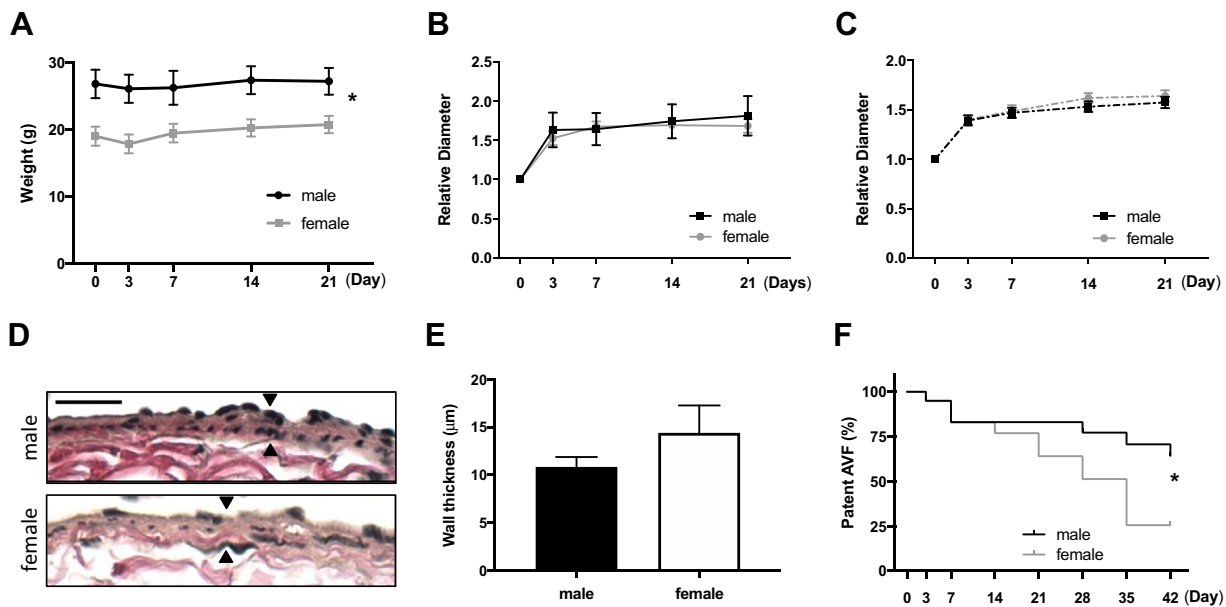 A
Weight (g)
30
20
10
0
*
male
female
0 3 7 14 21 (Day)
B
Relative Diameter
2.5
2.0
1.5
1.0
0.5
0.0
male
female
0 3 7 14 21 (Days)
C
Relative Diameter
2.0
1.5
1.0
0.5
0.0
male
female
0 3 7 14 21 (Day)
D
male
female
E
Wall thickness (μm)
20
15
10
5
0
male female
F
Patent AVF (%)
100
75
50
25
0
*
male
female
0 3 7 14 21 28 35 42 (Day)